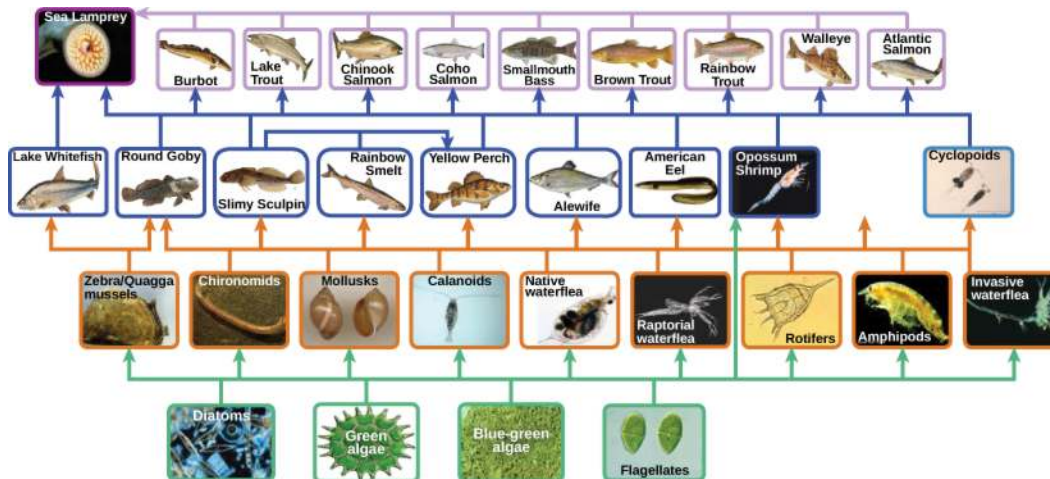 Sea Lamprey
Burbot
Lake
Trout
Chinook
Salmon
Coho
Salmon
Smallmouth
Bass
Brown Trout
Rainbow
Trout
Walleye
Atlantic
Salmon
Lake Whitefish
Round Goby
Slimy Sculpin
Rainbow
Smelt
Yellow Perch
Alewife
American
Eel
Opossum
Shrimp
Cyclopoids
Zebra/Quagga
mussels
Chironomids
Mollusks
Calanoids
Native
waterflea
Raptorial
waterflea
Rotifers
Amphipods
Invasive
waterflea
Diatoms
Green
algae
Blue-green
algae
Flagellates